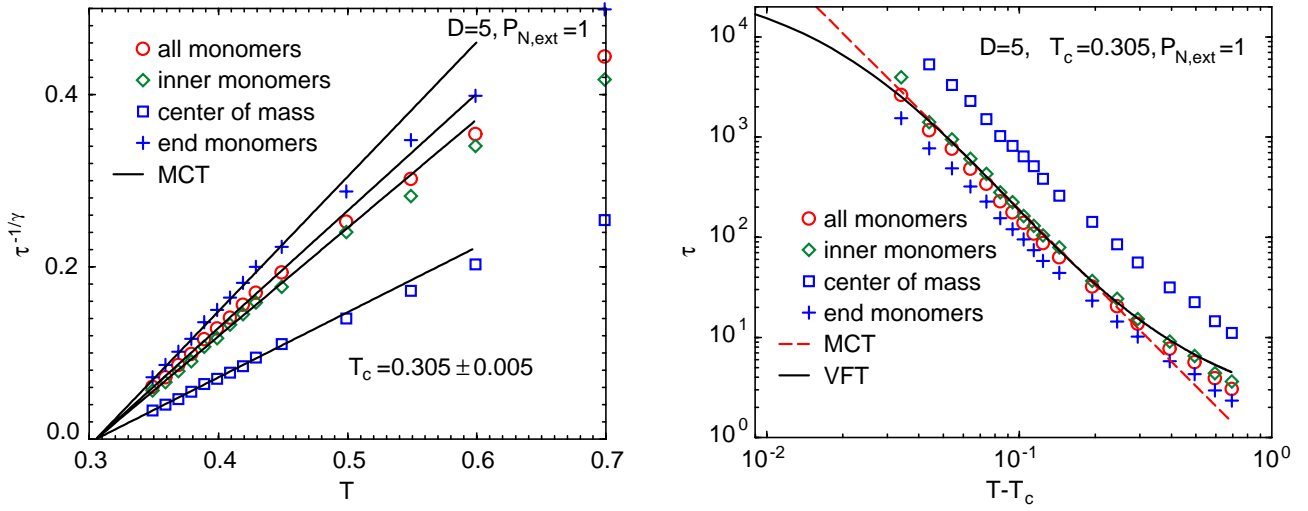 D=5, P_N,ext =1
all monomers
inner monomers
center of mass
end monomers
MCT
T_c =0.305 ± 0.005
0.4
0.2
0.0
0.3 0.4 0.5 0.6 0.7
T
τ^-1/γ
D=5, T_c =0.305, P_N,ext =1
all monomers
inner monomers
center of mass
end monomers
MCT
VFT
10^4
10^3
10^2
10^1
10^0
10^-2 10^-1 10^0
T-T_c
τ